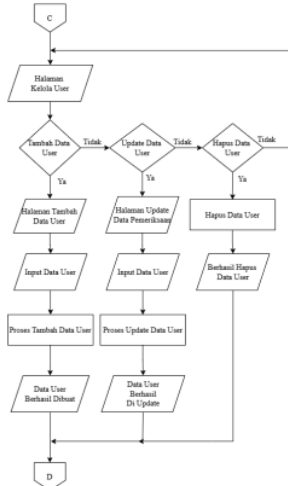 C
Halaman
Kelola User
Tambah Data
User
Tidak
Update Data
User
Tidak
Hapus Data
User
Tidak
Ya
Ya
Ya
Halaman Tambah
Data User
Halaman Update
Data Pemeriksaan
Hapus Data User
Input Data User
Input Data User
Berhasil Hapus
Data User
Proses Tambah Data User
Proses Update Data User
Data User
Berhasil Dibuat
Data User
Berhasil
Di Update
D